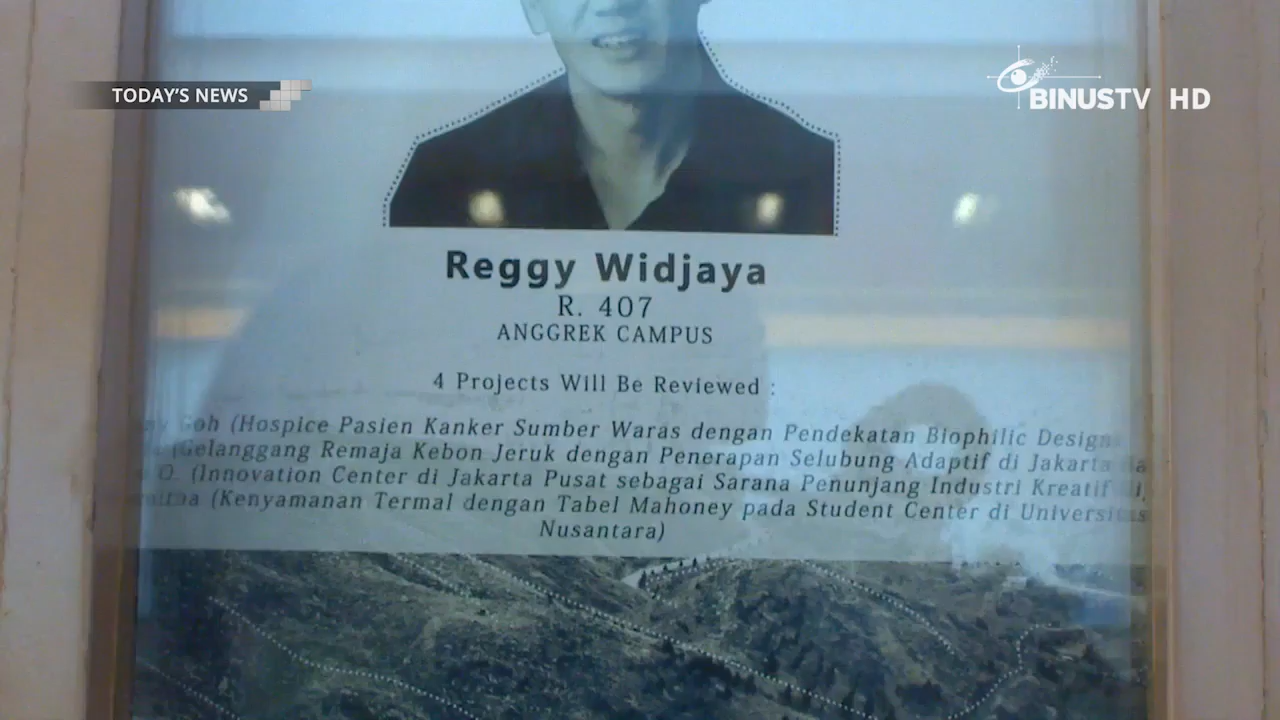 TODAY'S NEWS
BINUSTV HD
Reggy Widjaya
R. 407
ANGGREK CAMPUS
4 Projects Will Be Reviewed :
Goh (Hospice Pasien Kanker Sumber Waras dengan Pendekatan Biophilic Design
(Gelanggang Remaja Kebon Jeruk dengan Penerapan Selubung Adaptif di Jakarta
O. (Innovation Center di Jakarta Pusat sebagai Sarana Penunjang Industri Kreatif
(Kenyamanan Termal dengan Tabel Mahoney pada Student Center di Universitas
Nusantara)